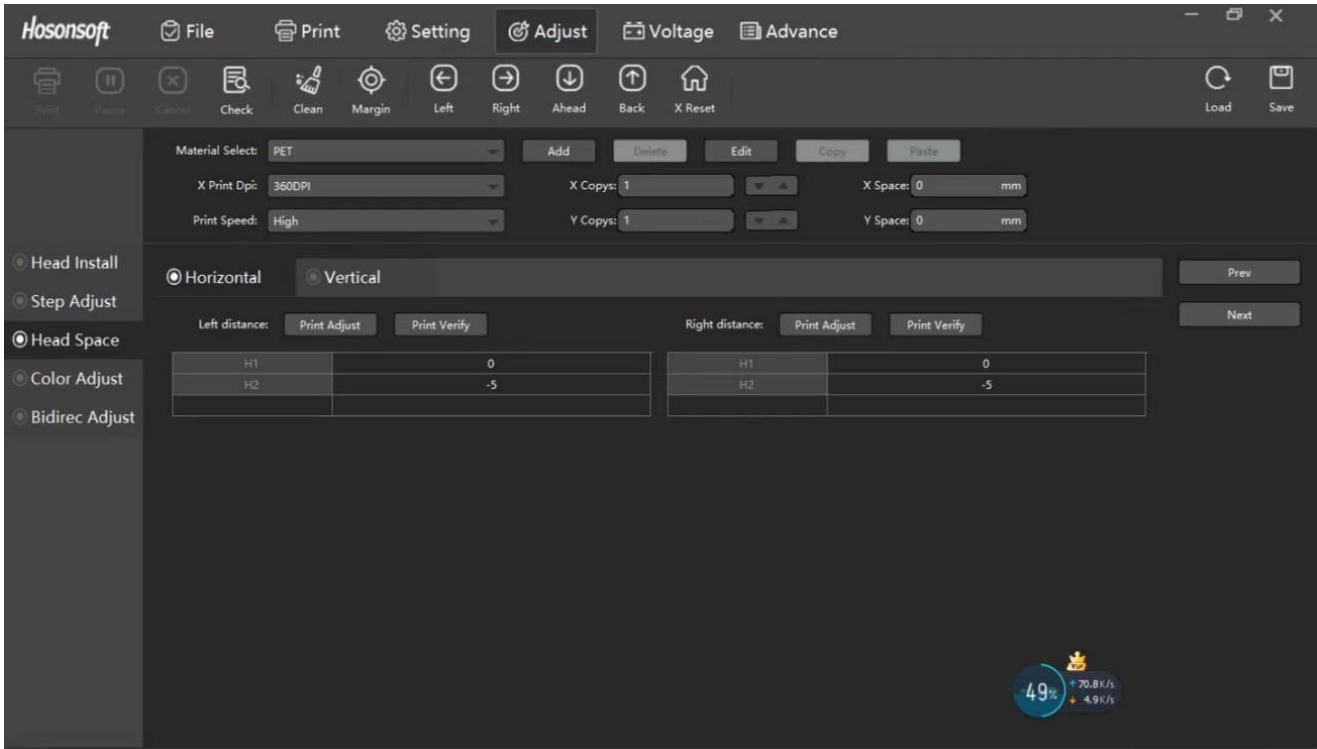 Hosonsoft File Print Setting Adjust Voltage Advance
Print Pause Cancel Check Clean Margin Left Right Ahead Back X Reset Load Save
Material Select: PET Add Delete Edit Copy Paste
X Print Dpi: 360DPI X Copys: 1 X Space: 0 mm
Print Speed: High Y Copys: 1 Y Space: 0 mm
Head Install
Step Adjust
Head Space
Color Adjust
Bidirec Adjust
Horizontal Vertical Prev
Next
Left distance: Print Adjust Print Verify Right distance: Print Adjust Print Verify
H1 0 H1 0
H2 -5 H2 -5
49% 70.8K/s
4.9K/s